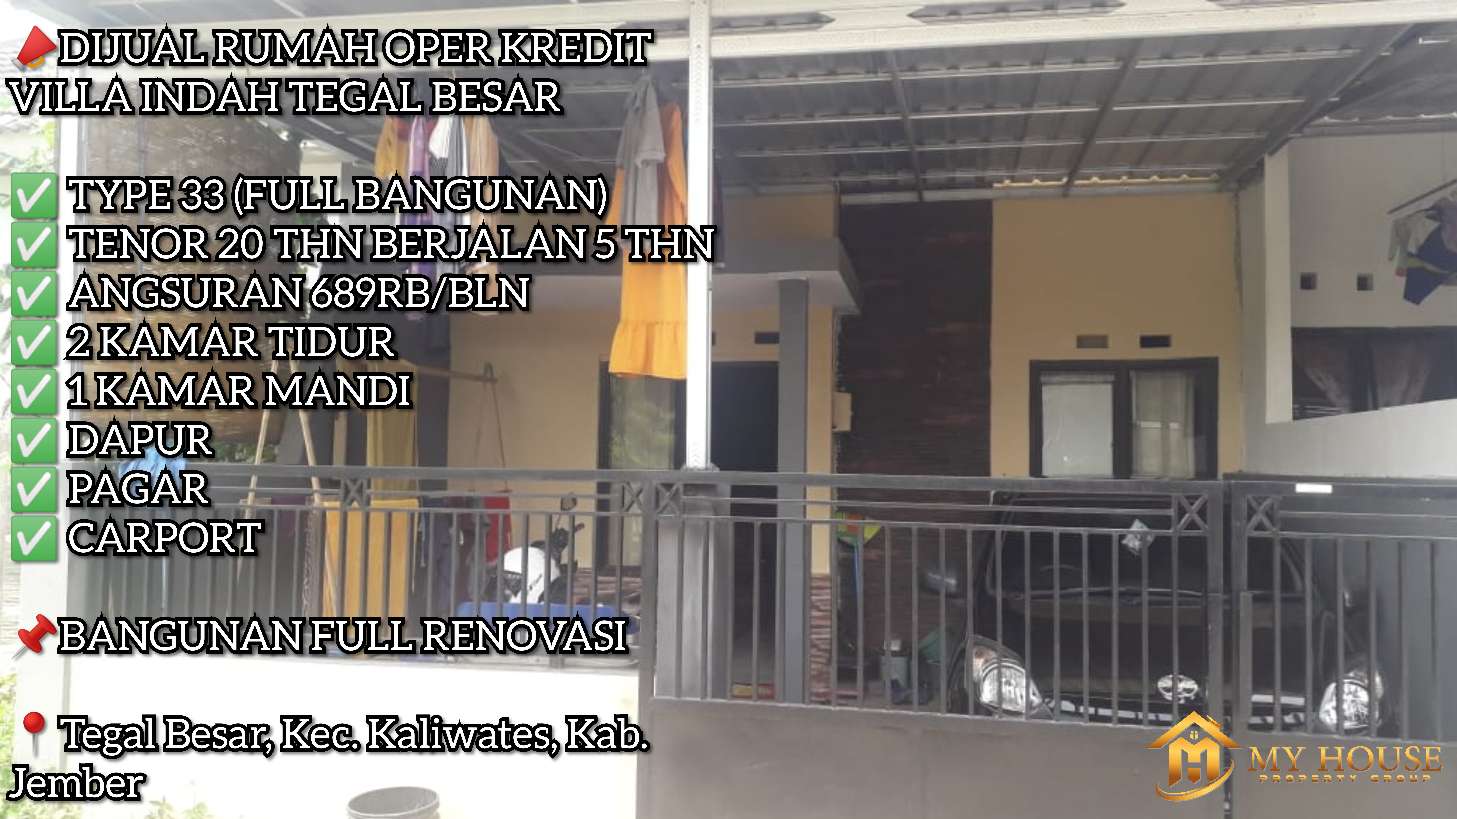 📣DIJUAL RUMAH OPER KREDIT
VILLA INDAH TEGAL BESAR
✅ TYPE 33 (FULL BANGUNAN)
✅ TENOR 20 THN BERJALAN 5 THN
✅ ANGSURAN 689RB/BLN
✅ 2 KAMAR TIDUR
✅ 1 KAMAR MANDI
✅ DAPUR
✅ PAGAR
✅ CARPORT
📌BANGUNAN FULL RENOVASI
📍Tegal Besar, Kec. Kaliwates, Kab.
Jember
MY HOUSE
PROPERTY GROUP